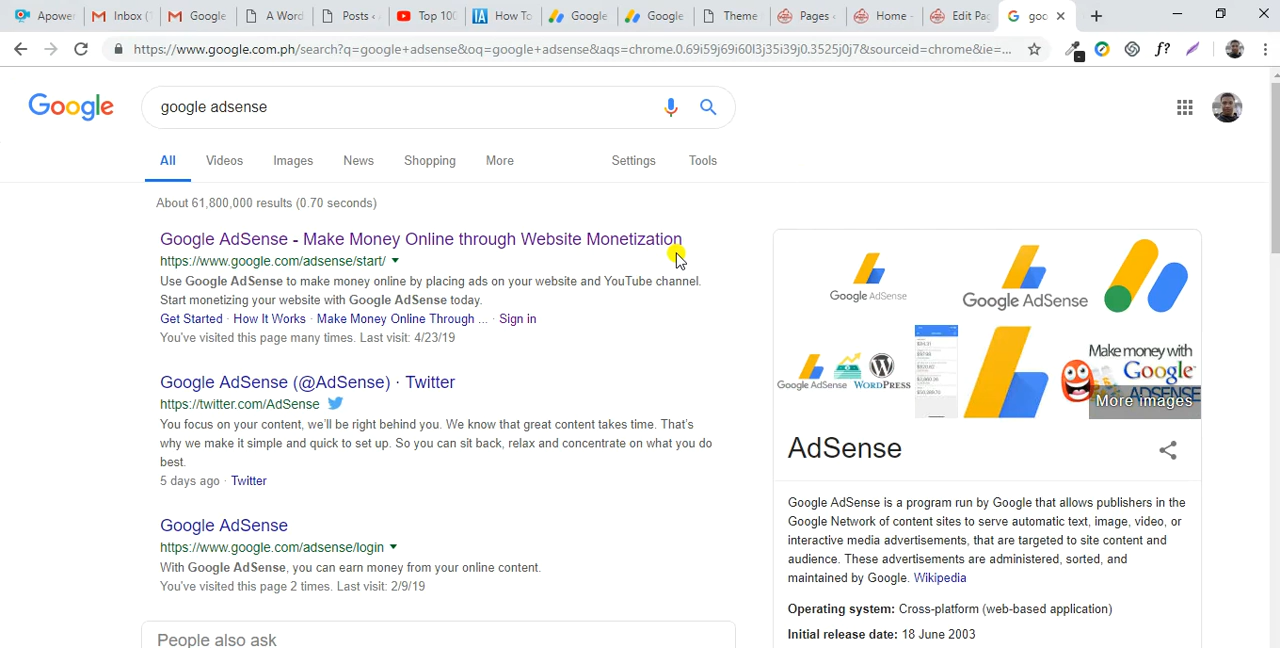 Apower
Inbox (
Google
A Word
Posts ‹
Top 100
IA How To
Google
Google
Theme
Pages ‹
Home -
Edit Pag
goo
https://www.google.com.ph/search?q=google+adsense&oq=google+adsense&aqs=chrome.0.69i59j69i60l3j35i39j0.3525j0j7&sourceid=chrome&ie=...
f?
Google
google adsense
All Videos Images News Shopping More Settings Tools
About 61,800,000 results (0.70 seconds)
Google AdSense - Make Money Online through Website Monetization
https://www.google.com/adsense/start/
Use Google AdSense to make money online by placing ads on your website and YouTube channel.
Start monetizing your website with Google AdSense today.
Get Started · How It Works · Make Money Online Through ... · Sign in
You've visited this page many times. Last visit: 4/23/19
Google AdSense (@AdSense) · Twitter
https://twitter.com/AdSense
You focus on your content, we'll be right behind you. We know that great content takes time. That's
why we make it simple and quick to set up. So you can sit back, relax and concentrate on what you do
best.
5 days ago · Twitter
Google AdSense
https://www.google.com/adsense/login
With Google AdSense, you can earn money from your online content.
You've visited this page 2 times. Last visit: 2/9/19
People also ask
Google AdSense
Google AdSense
Google AdSense
WORDPRESS
Make money with
Google
ADSENSE
More images
AdSense
Google AdSense is a program run by Google that allows publishers in the
Google Network of content sites to serve automatic text, image, video, or
interactive media advertisements, that are targeted to site content and
audience. These advertisements are administered, sorted, and
maintained by Google. Wikipedia
Operating system: Cross-platform (web-based application)
Initial release date: 18 June 2003